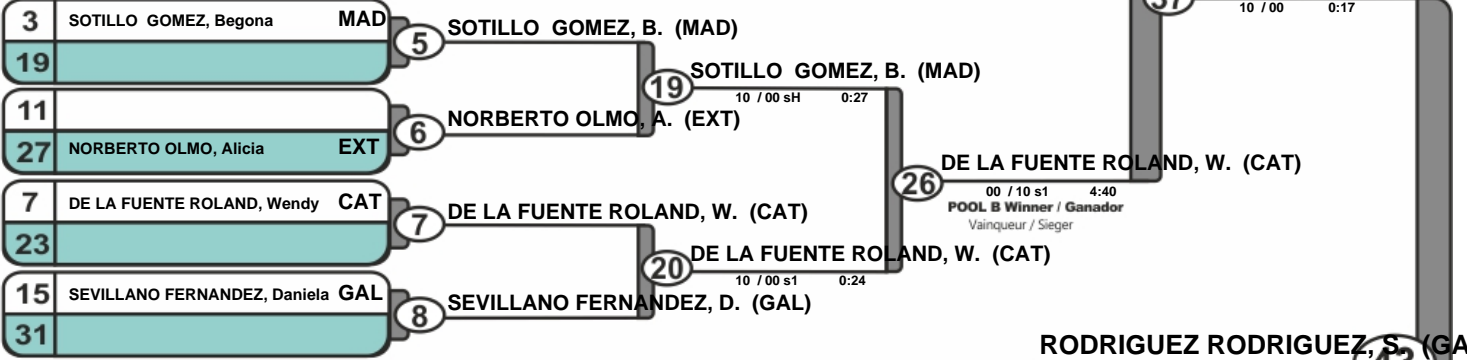 3 SOTILLO GOMEZ, Begona MAD
19
5
11
27 NORBERTO OLMO, Alicia EXT
6
7 DE LA FUENTE ROLAND, Wendy CAT
23
7
15 SEVILLANO FERNANDEZ, Daniela GAL
31
8
SOTILLO GOMEZ, B. (MAD)
NORBERTO OLMO, A. (EXT)
19
DE LA FUENTE ROLAND, W. (CAT)
SEVILLANO FERNANDEZ, D. (GAL)
20
SOTILLO GOMEZ, B. (MAD)
10 / 00 sH 0:27
DE LA FUENTE ROLAND, W. (CAT)
10 / 00 s1 0:24
26
DE LA FUENTE ROLAND, W. (CAT)
00 / 10 s1 4:40
POOL B Winner / Ganador
Vainqueur / Sieger
37
10 / 00 0:17
RODRIGUEZ RODRIGUEZ, S. (GA